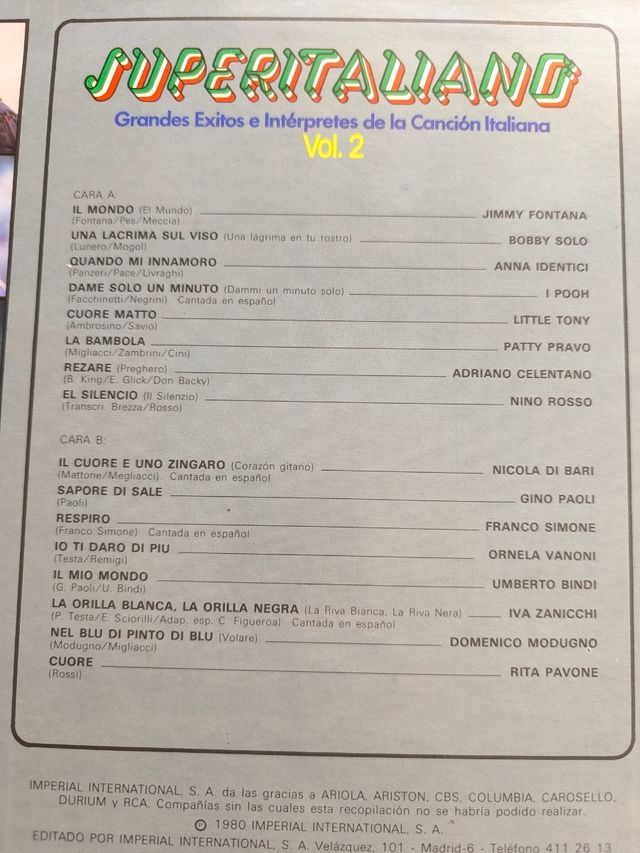 SUPERITALIANO
Grandes Exitos e Intérpretes de la Canción Italiana
Vol. 2
CARA A:
IL MONDO (El Mundo) JIMMY FONTANA
(Fontana/Pes/Meccia)
UNA LACRIMA SUL VISO (Una lágrima en tu rostro) BOBBY SOLO
(Lunero/Mogol)
QUANDO MI INNAMORO ANNA IDENTICI
(Panzeri/Pace/Livraghi)
DAME SOLO UN MINUTO (Dammi un minuto solo) I POOH
(Facchinetti/Negrini) Cantada en español
CUORE MATTO LITTLE TONY
(Ambrosino/Savio)
LA BAMBOLA PATTY PRAVO
(Migliacci/Zambrini/Cini)
REZARE (Preghero) ADRIANO CELENTANO
(B. King/E. Glick/Don Backy)
EL SILENCIO (Il Silenzio) NINO ROSSO
(Transcri. Brezza/Rosso)
CARA B:
IL CUORE E UNO ZINGARO (Corazón gitano) NICOLA DI BARI
(Mattone/Megliacci) Cantada en español
SAPORE DI SALE GINO PAOLI
(Paoli)
RESPIRO FRANCO SIMONE
(Franco Simone) Cantada en español
IO TI DARO DI PIU ORNELA VANONI
(Testa/Remigi)
IL MIO MONDO UMBERTO BINDI
(G. Paoli/U. Bindi)
LA ORILLA BLANCA, LA ORILLA NEGRA (La Riva Bianca, La Riva Nera) IVA ZANICCHI
(P. Testa/E. Sciorilli/Adap. esp. C. Figueroa) Cantada en español
NEL BLU DI PINTO DI BLU (Volare) DOMENICO MODUGNO
(Modugno/Migliacci)
CUORE RITA PAVONE
(Rossi)
IMPERIAL INTERNATIONAL, S. A. da las gracias a ARIOLA, ARISTON, CBS, COLUMBIA, CAROSELLO,
DURIUM y RCA. Compañías sin las cuales esta recopilación no se habría podido realizar.
© 1980 IMPERIAL INTERNATIONAL, S. A.
EDITADO POR IMPERIAL INTERNATIONAL, S. A. Velázquez, 101 - Madrid-6 - Teléfono 411 26 13